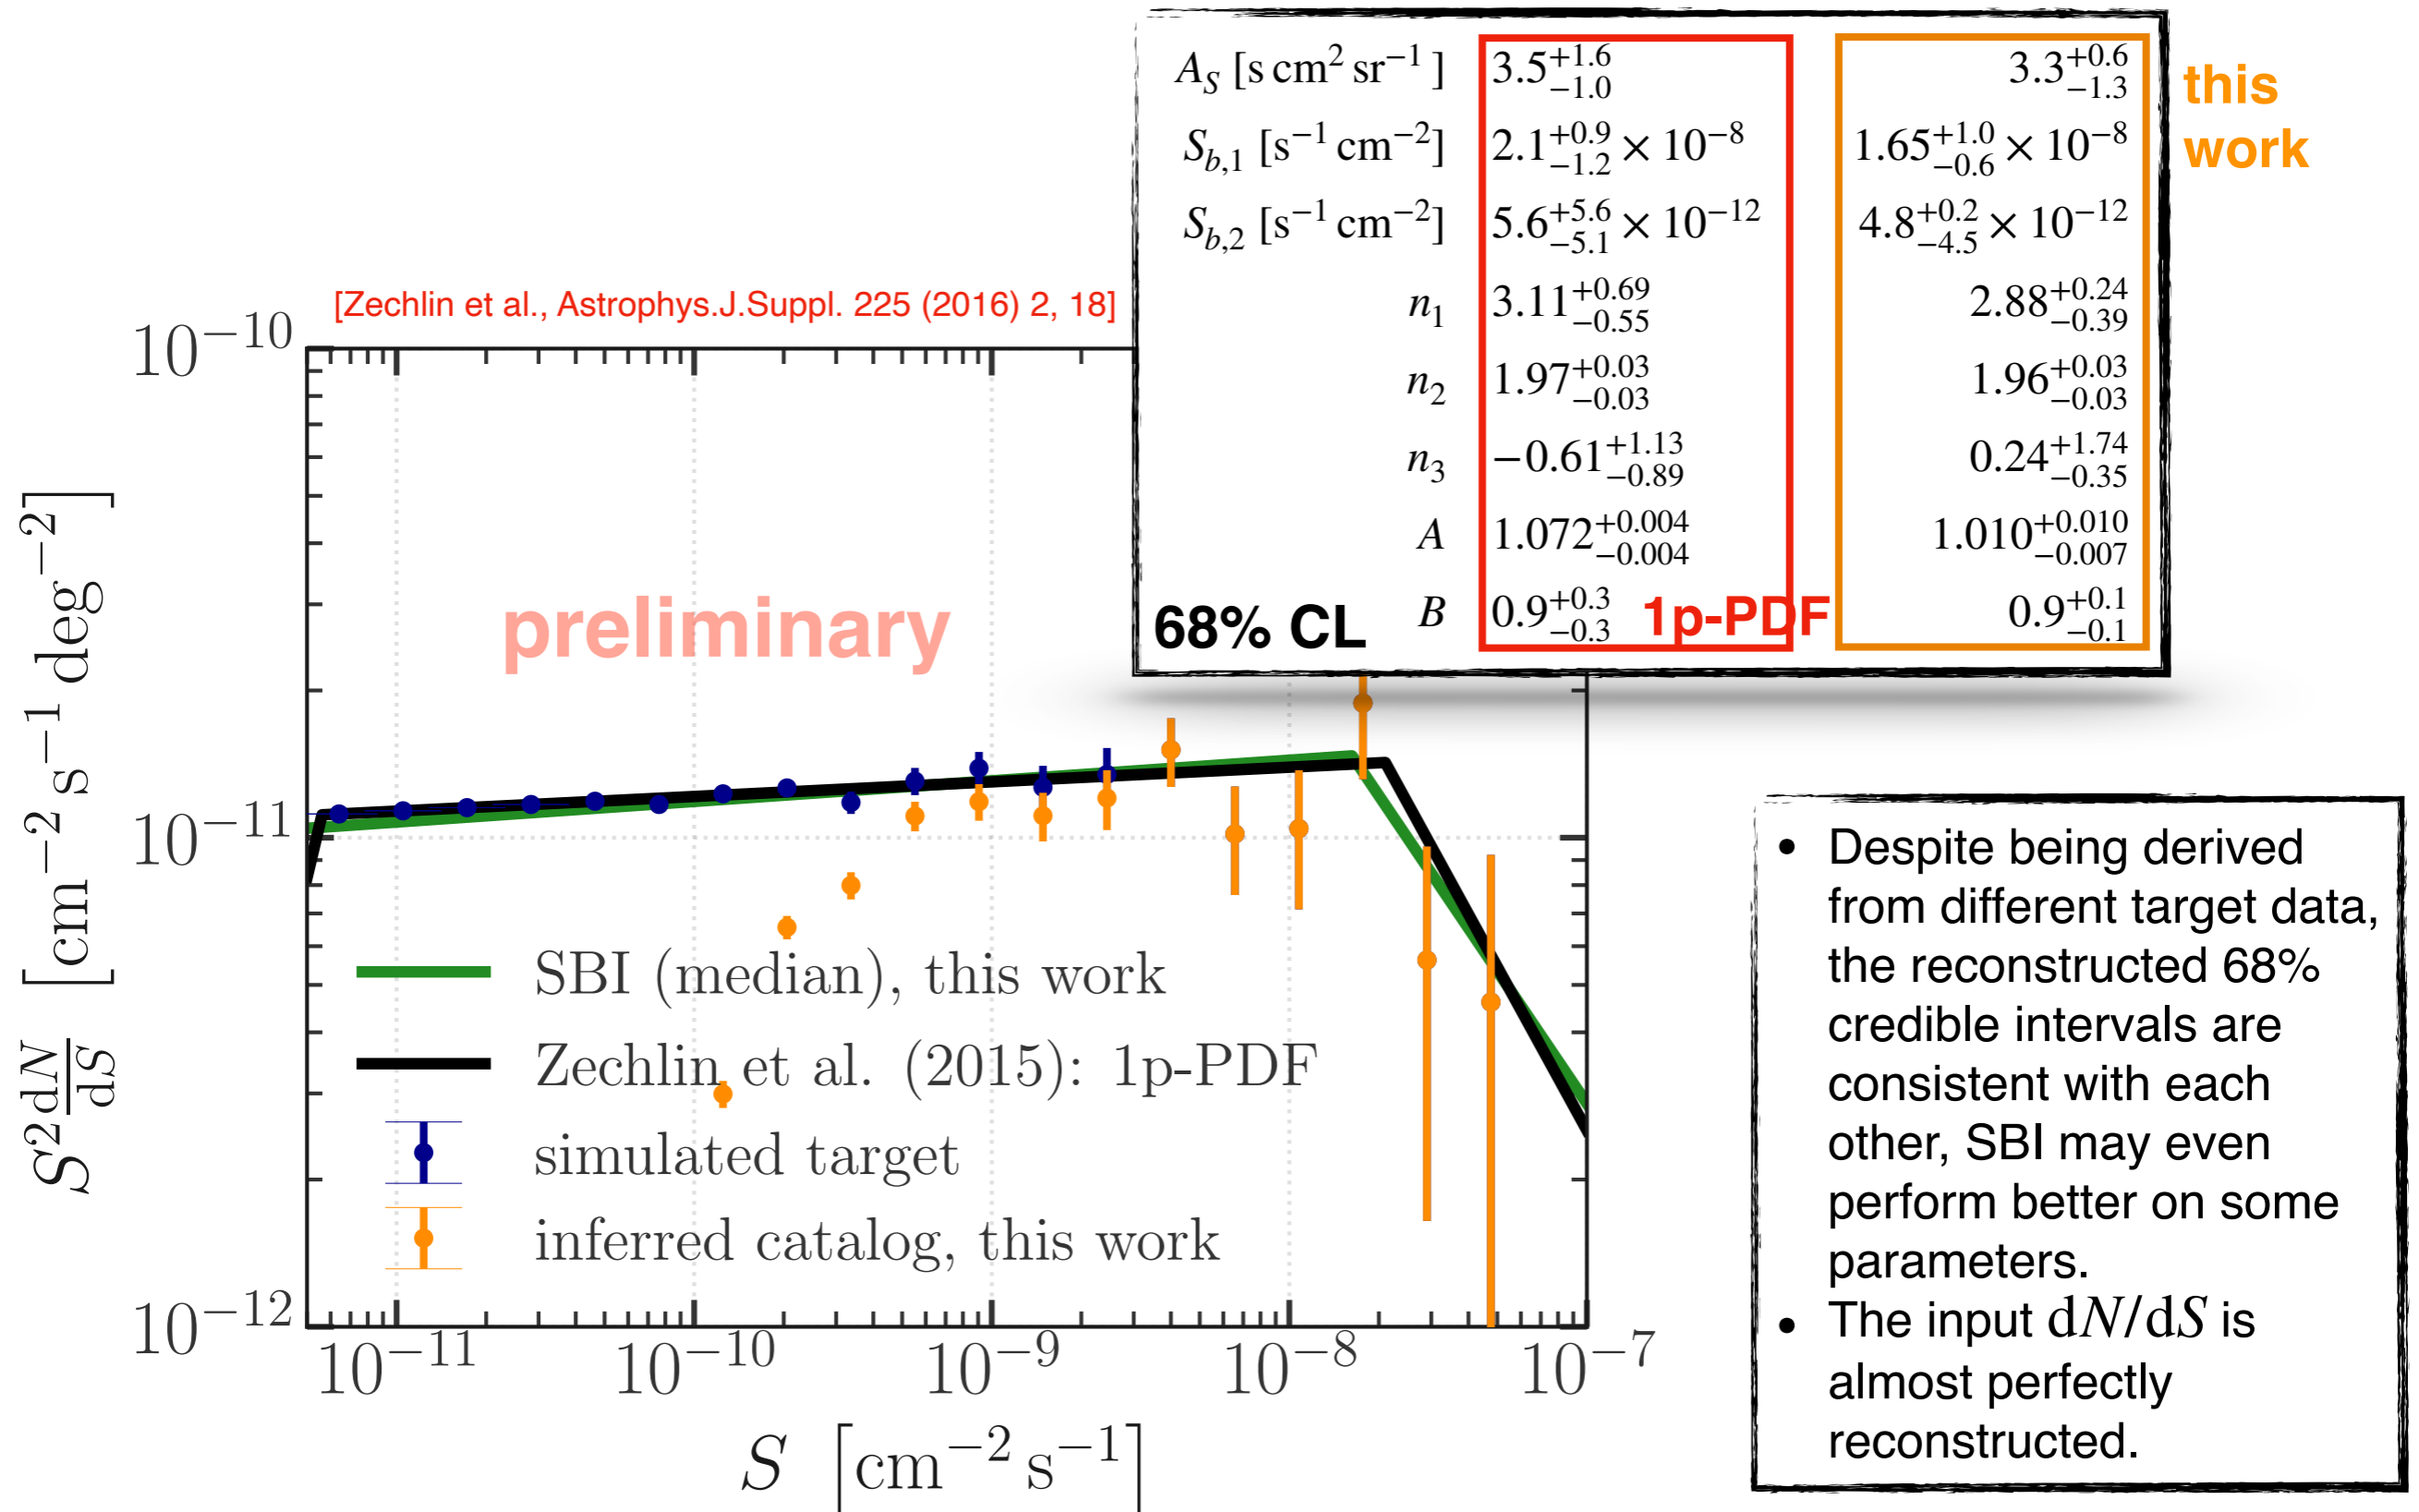 A_S [s cm² sr⁻¹] 3.5^{+1.6}_{−1.0} 3.3^{+0.6}_{−1.3}
S_{b,1} [s⁻¹ cm⁻²] 2.1^{+0.9}_{−1.2} × 10⁻⁸ 1.65^{+1.0}_{−0.6} × 10⁻⁸
S_{b,2} [s⁻¹ cm⁻²] 5.6^{+5.6}_{−5.1} × 10⁻¹² 4.8^{+0.2}_{−4.5} × 10⁻¹²
n₁ 3.11^{+0.69}_{−0.55} 2.88^{+0.24}_{−0.39}
n₂ 1.97^{+0.03}_{−0.03} 1.96^{+0.03}_{−0.03}
n₃ −0.61^{+1.13}_{−0.89} 0.24^{+1.74}_{−0.35}
A 1.072^{+0.004}_{−0.004} 1.010^{+0.010}_{−0.007}
68% CL B 0.9^{+0.3}_{−0.3} 1p-PDF 0.9^{+0.1}_{−0.1}
this
work
[Zechlin et al., Astrophys.J.Suppl. 225 (2016) 2, 18]
preliminary
S² dN/dS [cm⁻² s⁻¹ deg⁻²]
10⁻¹⁰
10⁻¹¹
10⁻¹²
SBI (median), this work
Zechlin et al. (2015): 1p-PDF
simulated target
inferred catalog, this work
10⁻¹¹ 10⁻¹⁰ 10⁻⁹ 10⁻⁸ 10⁻⁷
S [cm⁻² s⁻¹]
• Despite being derived
from different target data,
the reconstructed 68%
credible intervals are
consistent with each
other, SBI may even
perform better on some
parameters.
• The input dN/dS is
almost perfectly
reconstructed.